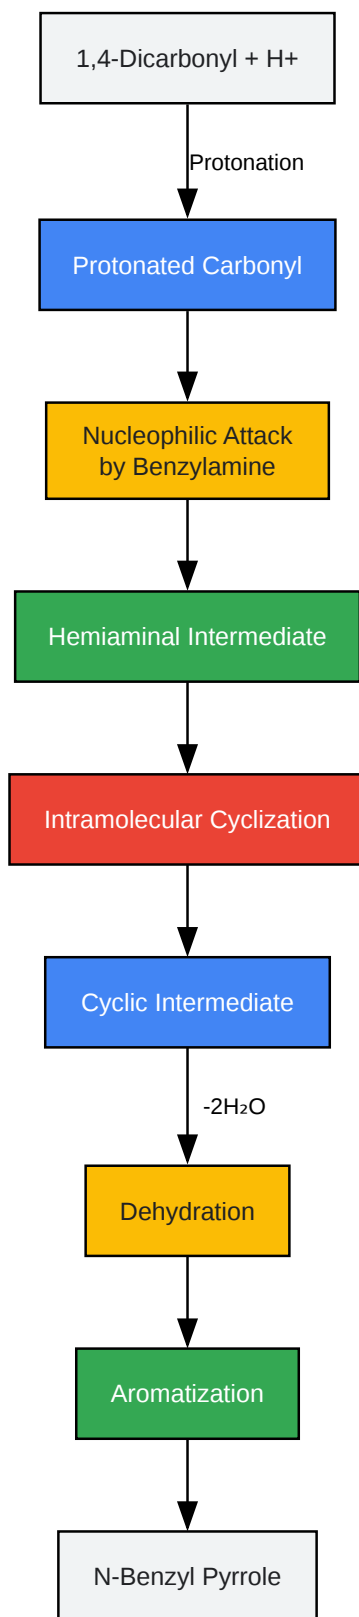 1,4-Dicarbonyl + H+
Protonation
Protonated Carbonyl
Nucleophilic Attack
by Benzylamine
Hemiaminal Intermediate
Intramolecular Cyclization
Cyclic Intermediate
-2H₂O
Dehydration
Aromatization
N-Benzyl Pyrrole